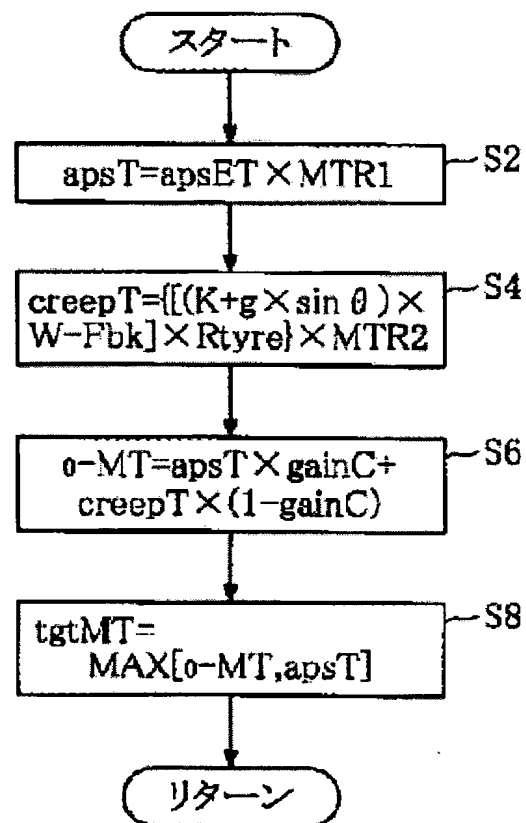 スタート
apsT=apsET×MTR1
S2
creepT={[(K+g×sinθ)×
W-Fbk]×Rtyre}×MTR2
S4
o-MT=apsT×gainC+
creepT×(1-gainC)
S6
tgtMT=
MAX[o-MT,apsT]
S8
リターン